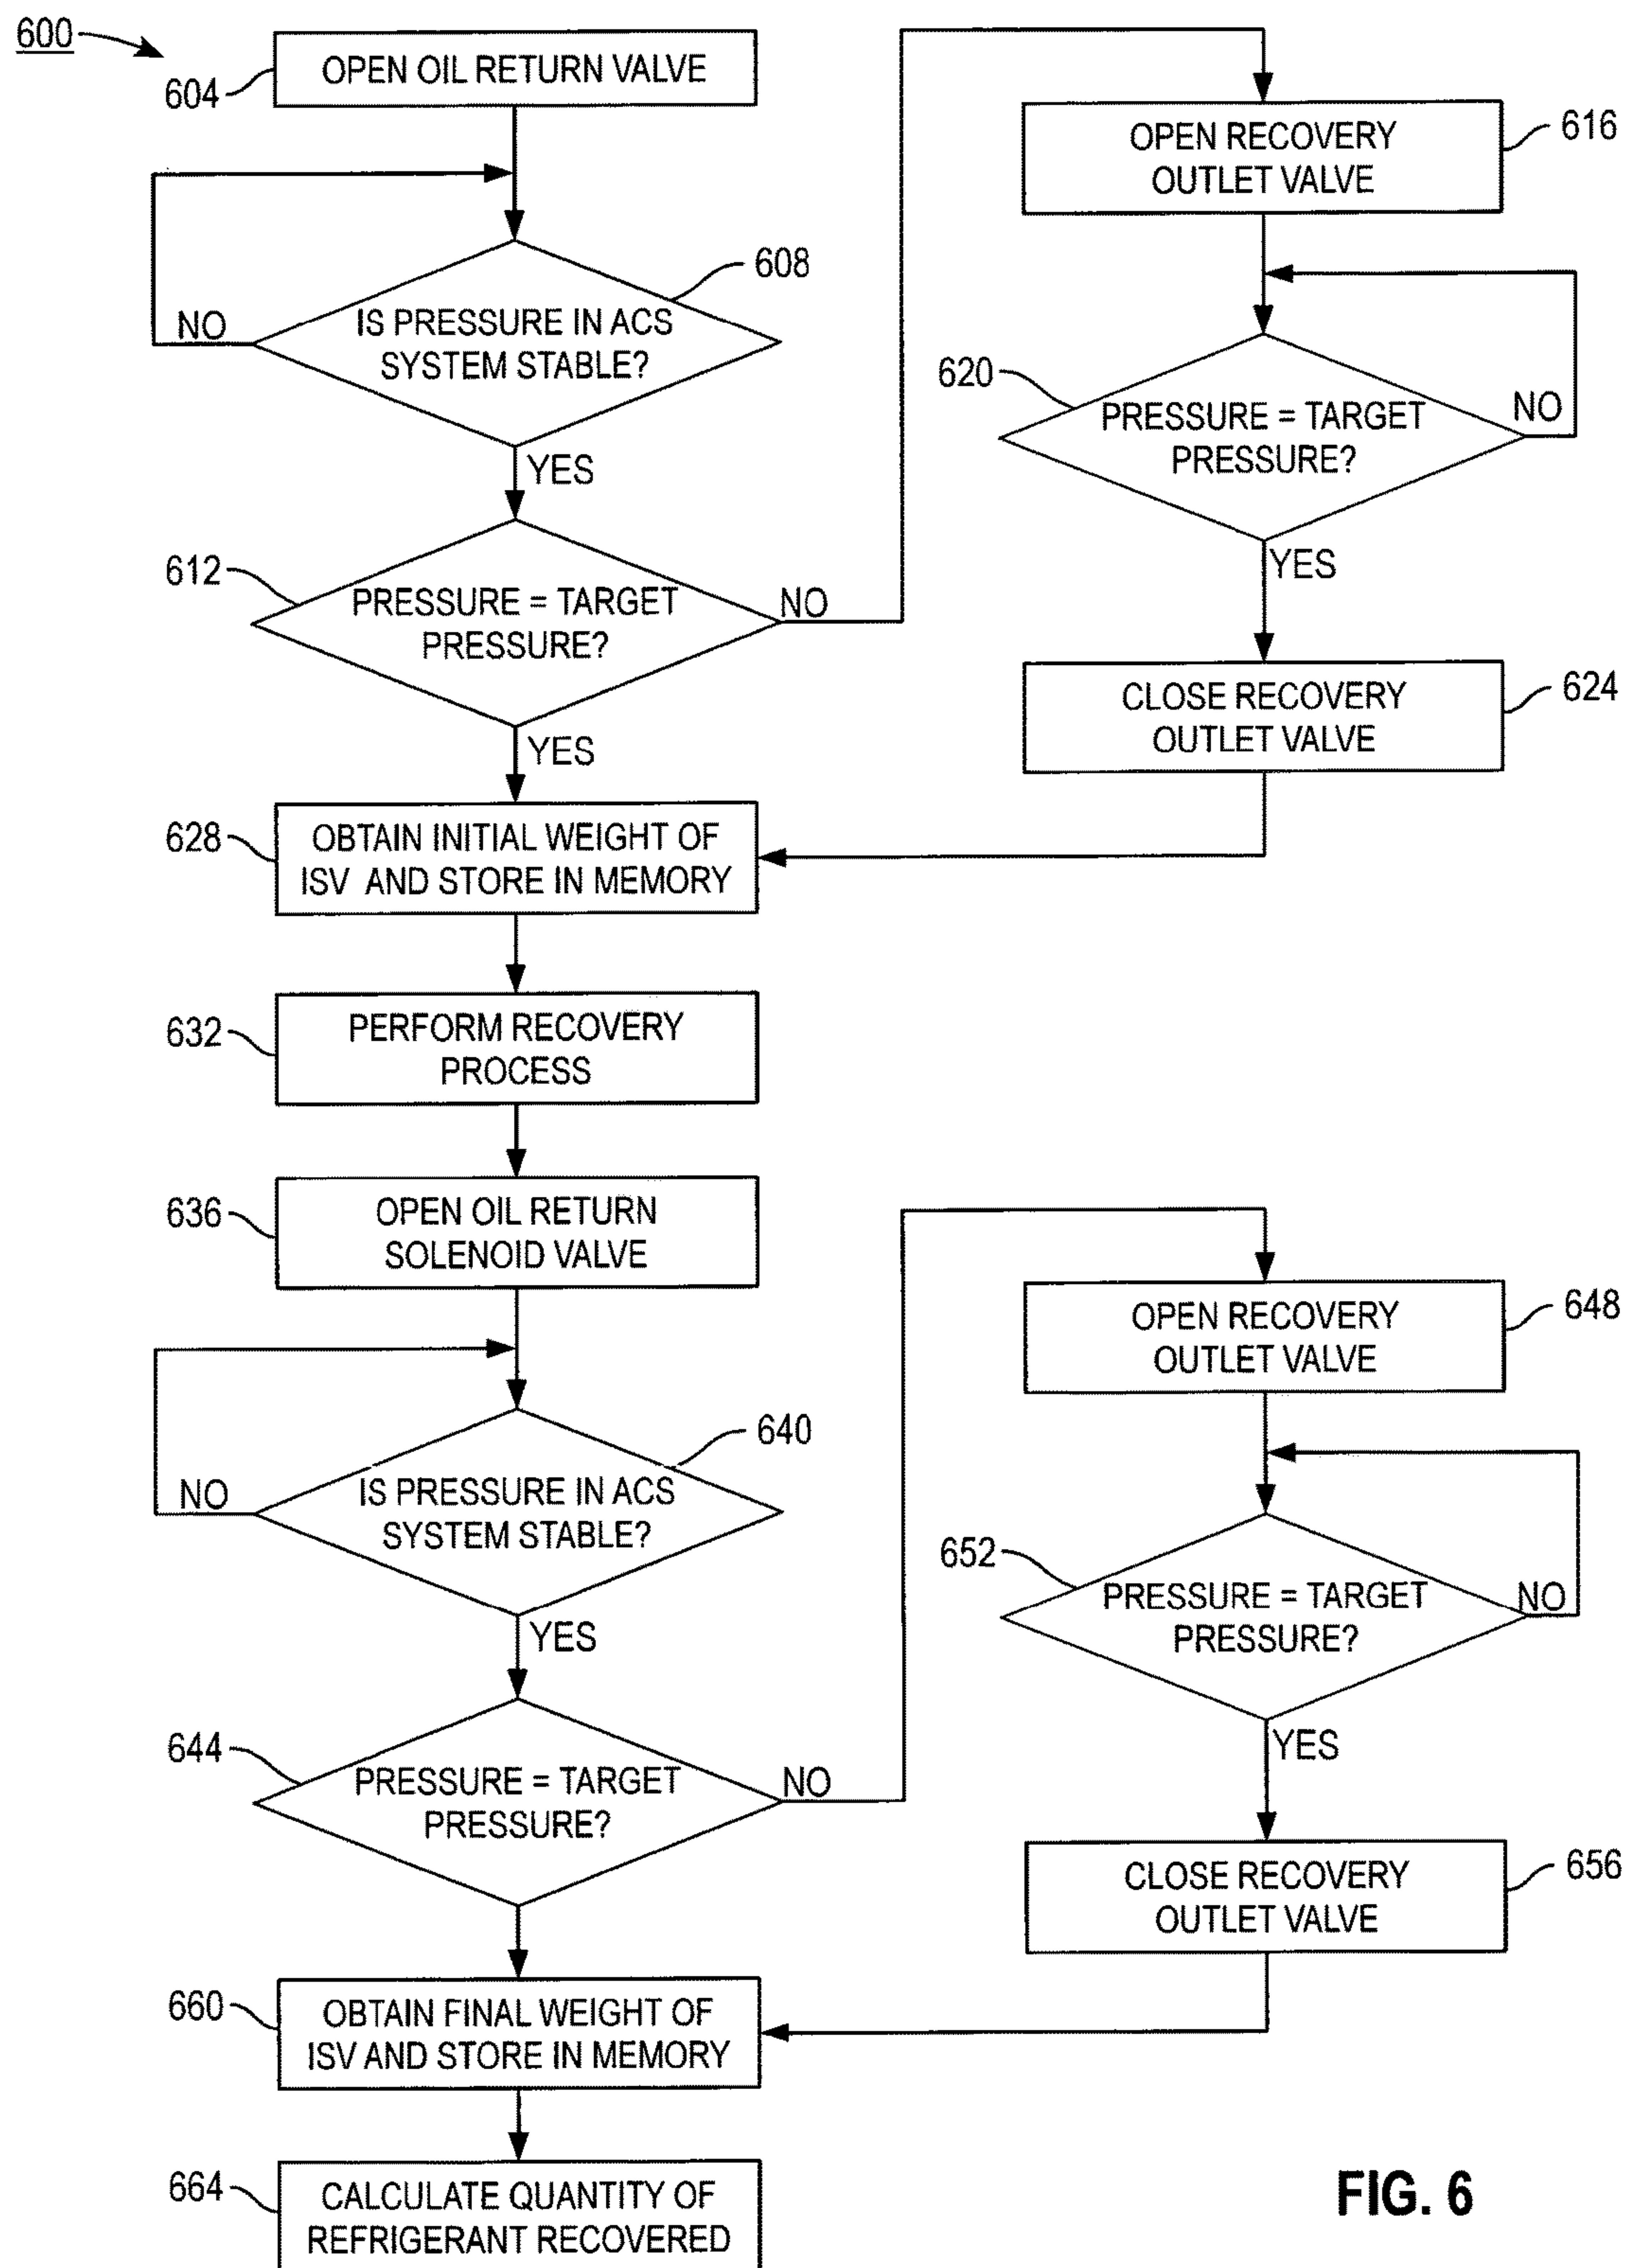 600
604
OPEN OIL RETURN VALVE
608
IS PRESSURE IN ACS
SYSTEM STABLE?
NO
YES
612
PRESSURE = TARGET
PRESSURE?
NO
YES
616
OPEN RECOVERY
OUTLET VALVE
620
PRESSURE = TARGET
PRESSURE?
NO
YES
624
CLOSE RECOVERY
OUTLET VALVE
628
OBTAIN INITIAL WEIGHT OF
ISV AND STORE IN MEMORY
632
PERFORM RECOVERY
PROCESS
636
OPEN OIL RETURN
SOLENOID VALVE
640
IS PRESSURE IN ACS
SYSTEM STABLE?
NO
YES
644
PRESSURE = TARGET
PRESSURE?
NO
648
OPEN RECOVERY
OUTLET VALVE
652
PRESSURE = TARGET
PRESSURE?
NO
YES
656
CLOSE RECOVERY
OUTLET VALVE
660
OBTAIN FINAL WEIGHT OF
ISV AND STORE IN MEMORY
664
CALCULATE QUANTITY OF
REFRIGERANT RECOVERED
FIG. 6